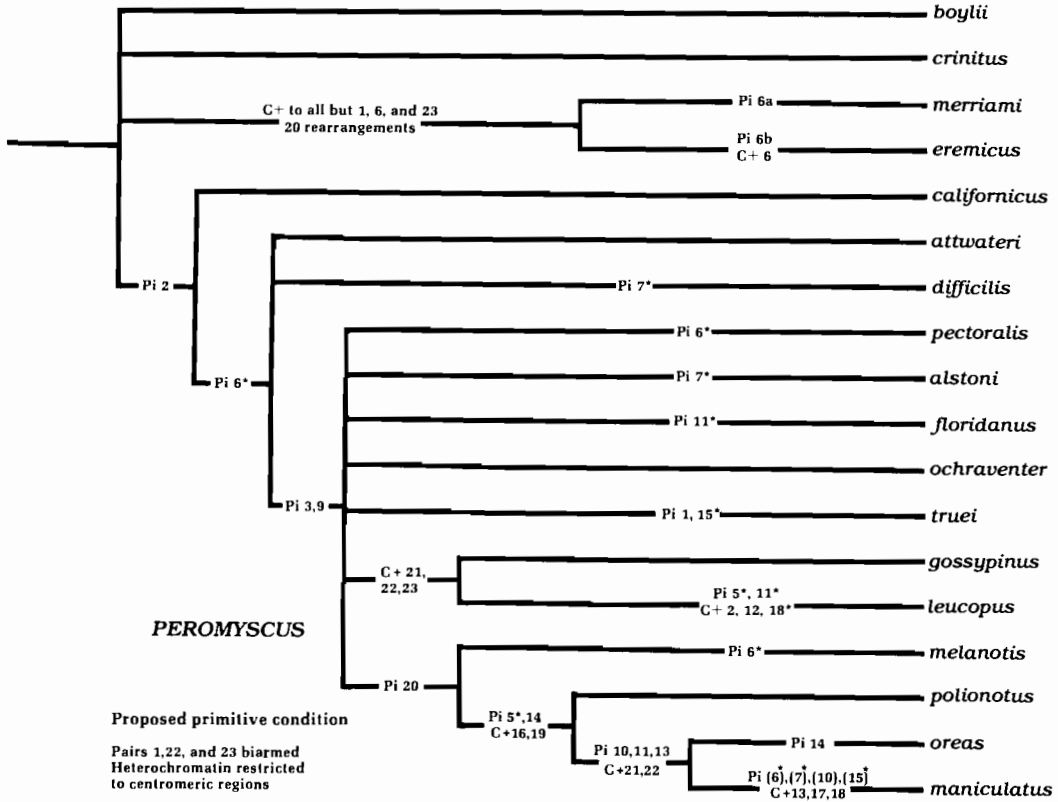 boylii
crinitus
C+ to all but 1, 6, and 23
20 rearrangements
Pi 6a
merriami
Pi 6b
C+ 6
eremicus
californicus
attwateri
Pi 2
Pi 7*
difficilis
Pi 6*
pectoralis
Pi 6*
Pi 7*
alstoni
Pi 11*
floridanus
ochraventer
Pi 3,9
Pi 1, 15*
truei
gossypinus
C+ 21,
22,23
Pi 5*, 11*
C+ 2, 12, 18*
leucopus
PEROMYSCUS
Pi 6*
melanotis
Pi 20
polionotus
Pi 5*,14
C+16,19
Proposed primitive condition
Pi 14
oreas
Pi 10,11,13
C+21,22
Pairs 1,22, and 23 biarmed
Heterochromatin restricted
to centromeric regions
Pi (6)*,(7)*,(10),(15)*
C+13,17,18
maniculatus